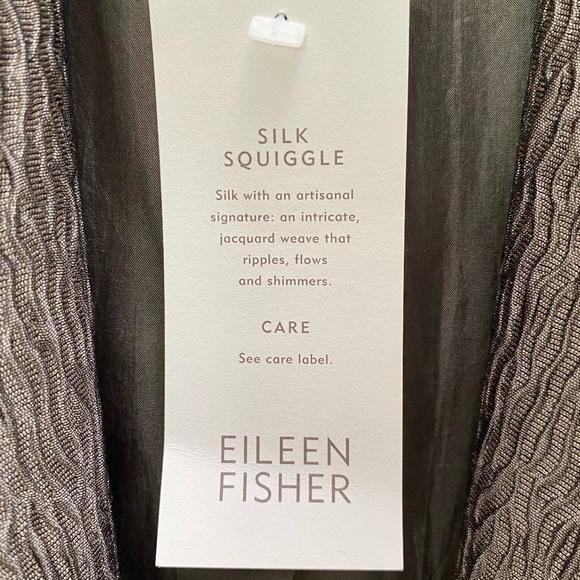 SILK
SQUIGGLE
Silk with an artisanal
signature: an intricate,
jacquard weave that
ripples, flows
and shimmers.
CARE
See care label.
EILEEN
FISHER